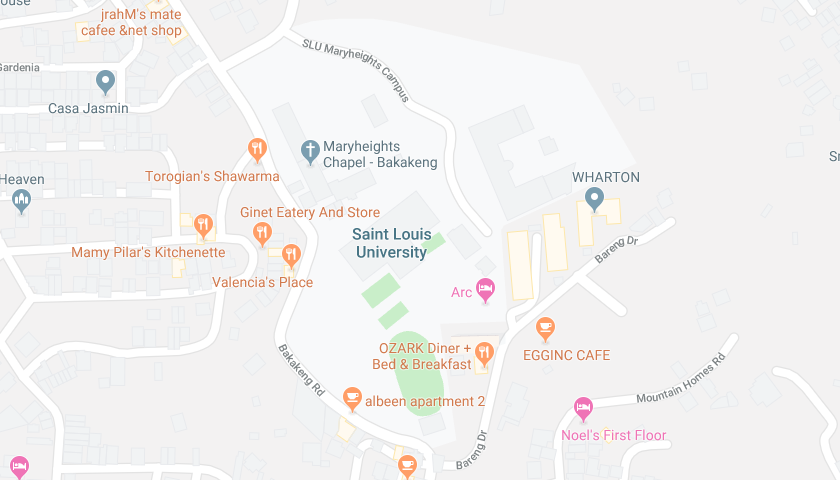 jrahM's mate
cafee &net shop
SLU Maryheights Campus
Gardenia
Casa Jasmin
Maryheights
Chapel - Bakakeng
Torogian's Shawarma
Heaven
WHARTON
Ginet Eatery And Store
Saint Louis
University
Mamy Pilar's Kitchenette
Valencia's Place
Bareng Dr
Arc
OZARK Diner +
Bed & Breakfast
EGGINC CAFE
Bakakeng Rd
albeen apartment 2
Mountain Homes Rd
Noel's First Floor
Bareng Dr